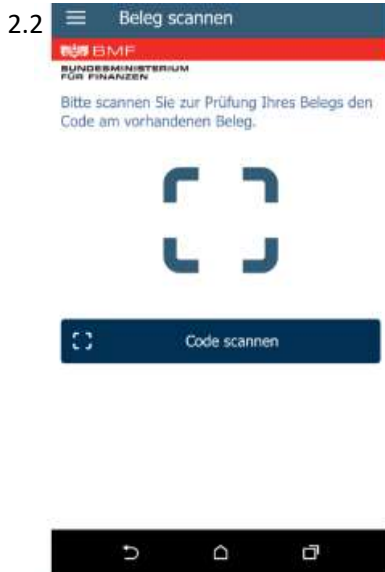 2.2
Beleg scannen
BMF
BUNDESMINISTERIUM
FÜR FINANZEN
Bitte scannen Sie zur Prüfung Ihres Belegs den
Code am vorhandenen Beleg.
Code scannen